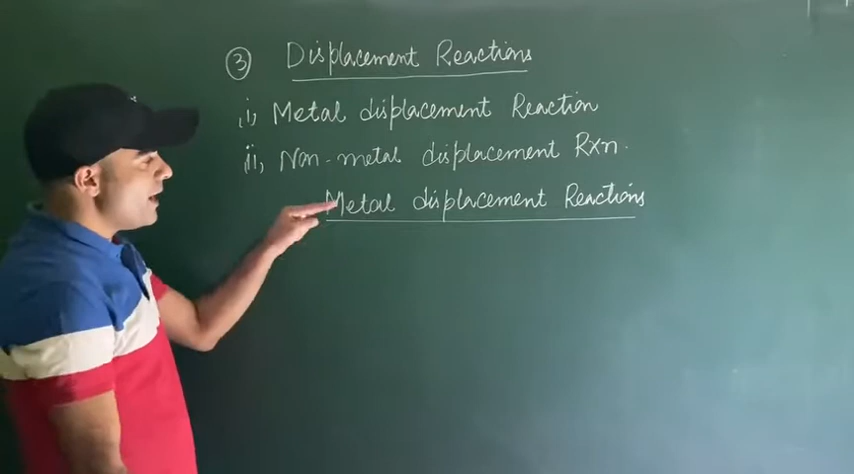 ③ Displacement Reactions
(i) Metal displacement Reaction
(ii) Non-metal displacement Rxn.
Metal displacement Reactions